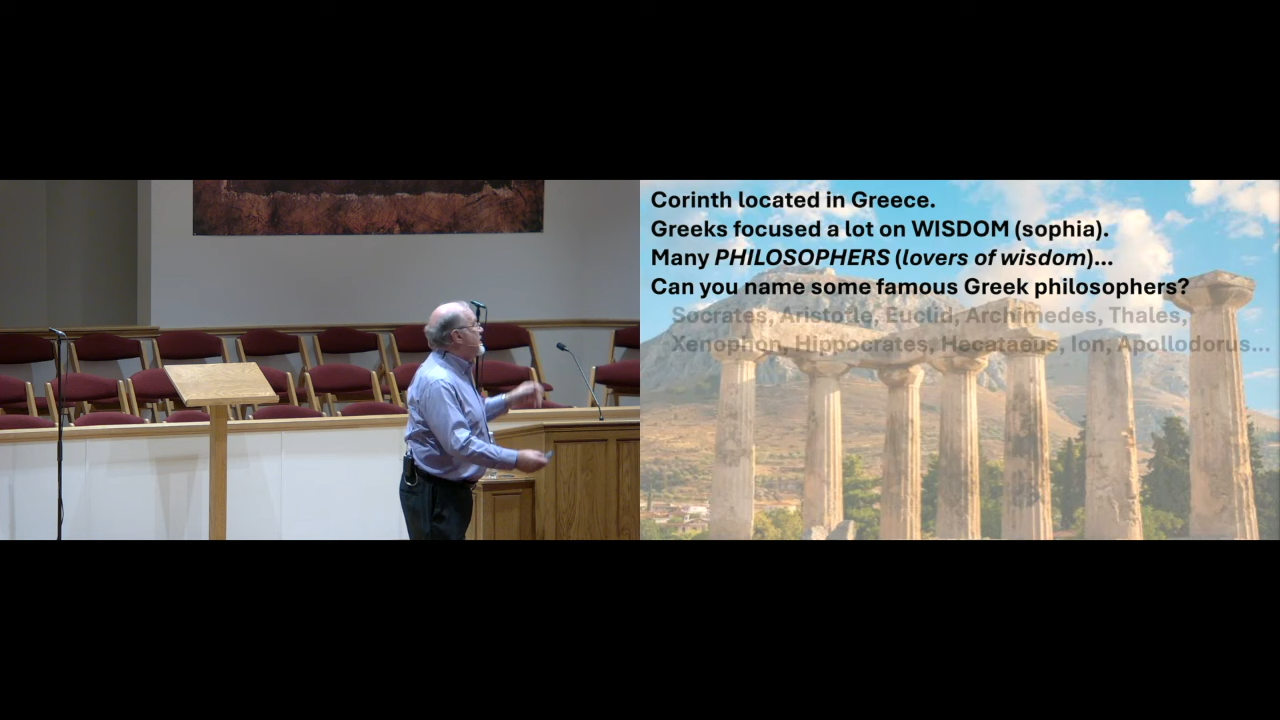 Corinth located in Greece.
Greeks focused a lot on WISDOM (sophia).
Many PHILOSOPHERS (lovers of wisdom)...
Can you name some famous Greek philosophers?
Socrates, Aristotle, Euclid, Archimedes, Thales,
Xenophon, Hippocrates, Hecataeus, Ion, Apollodorus...